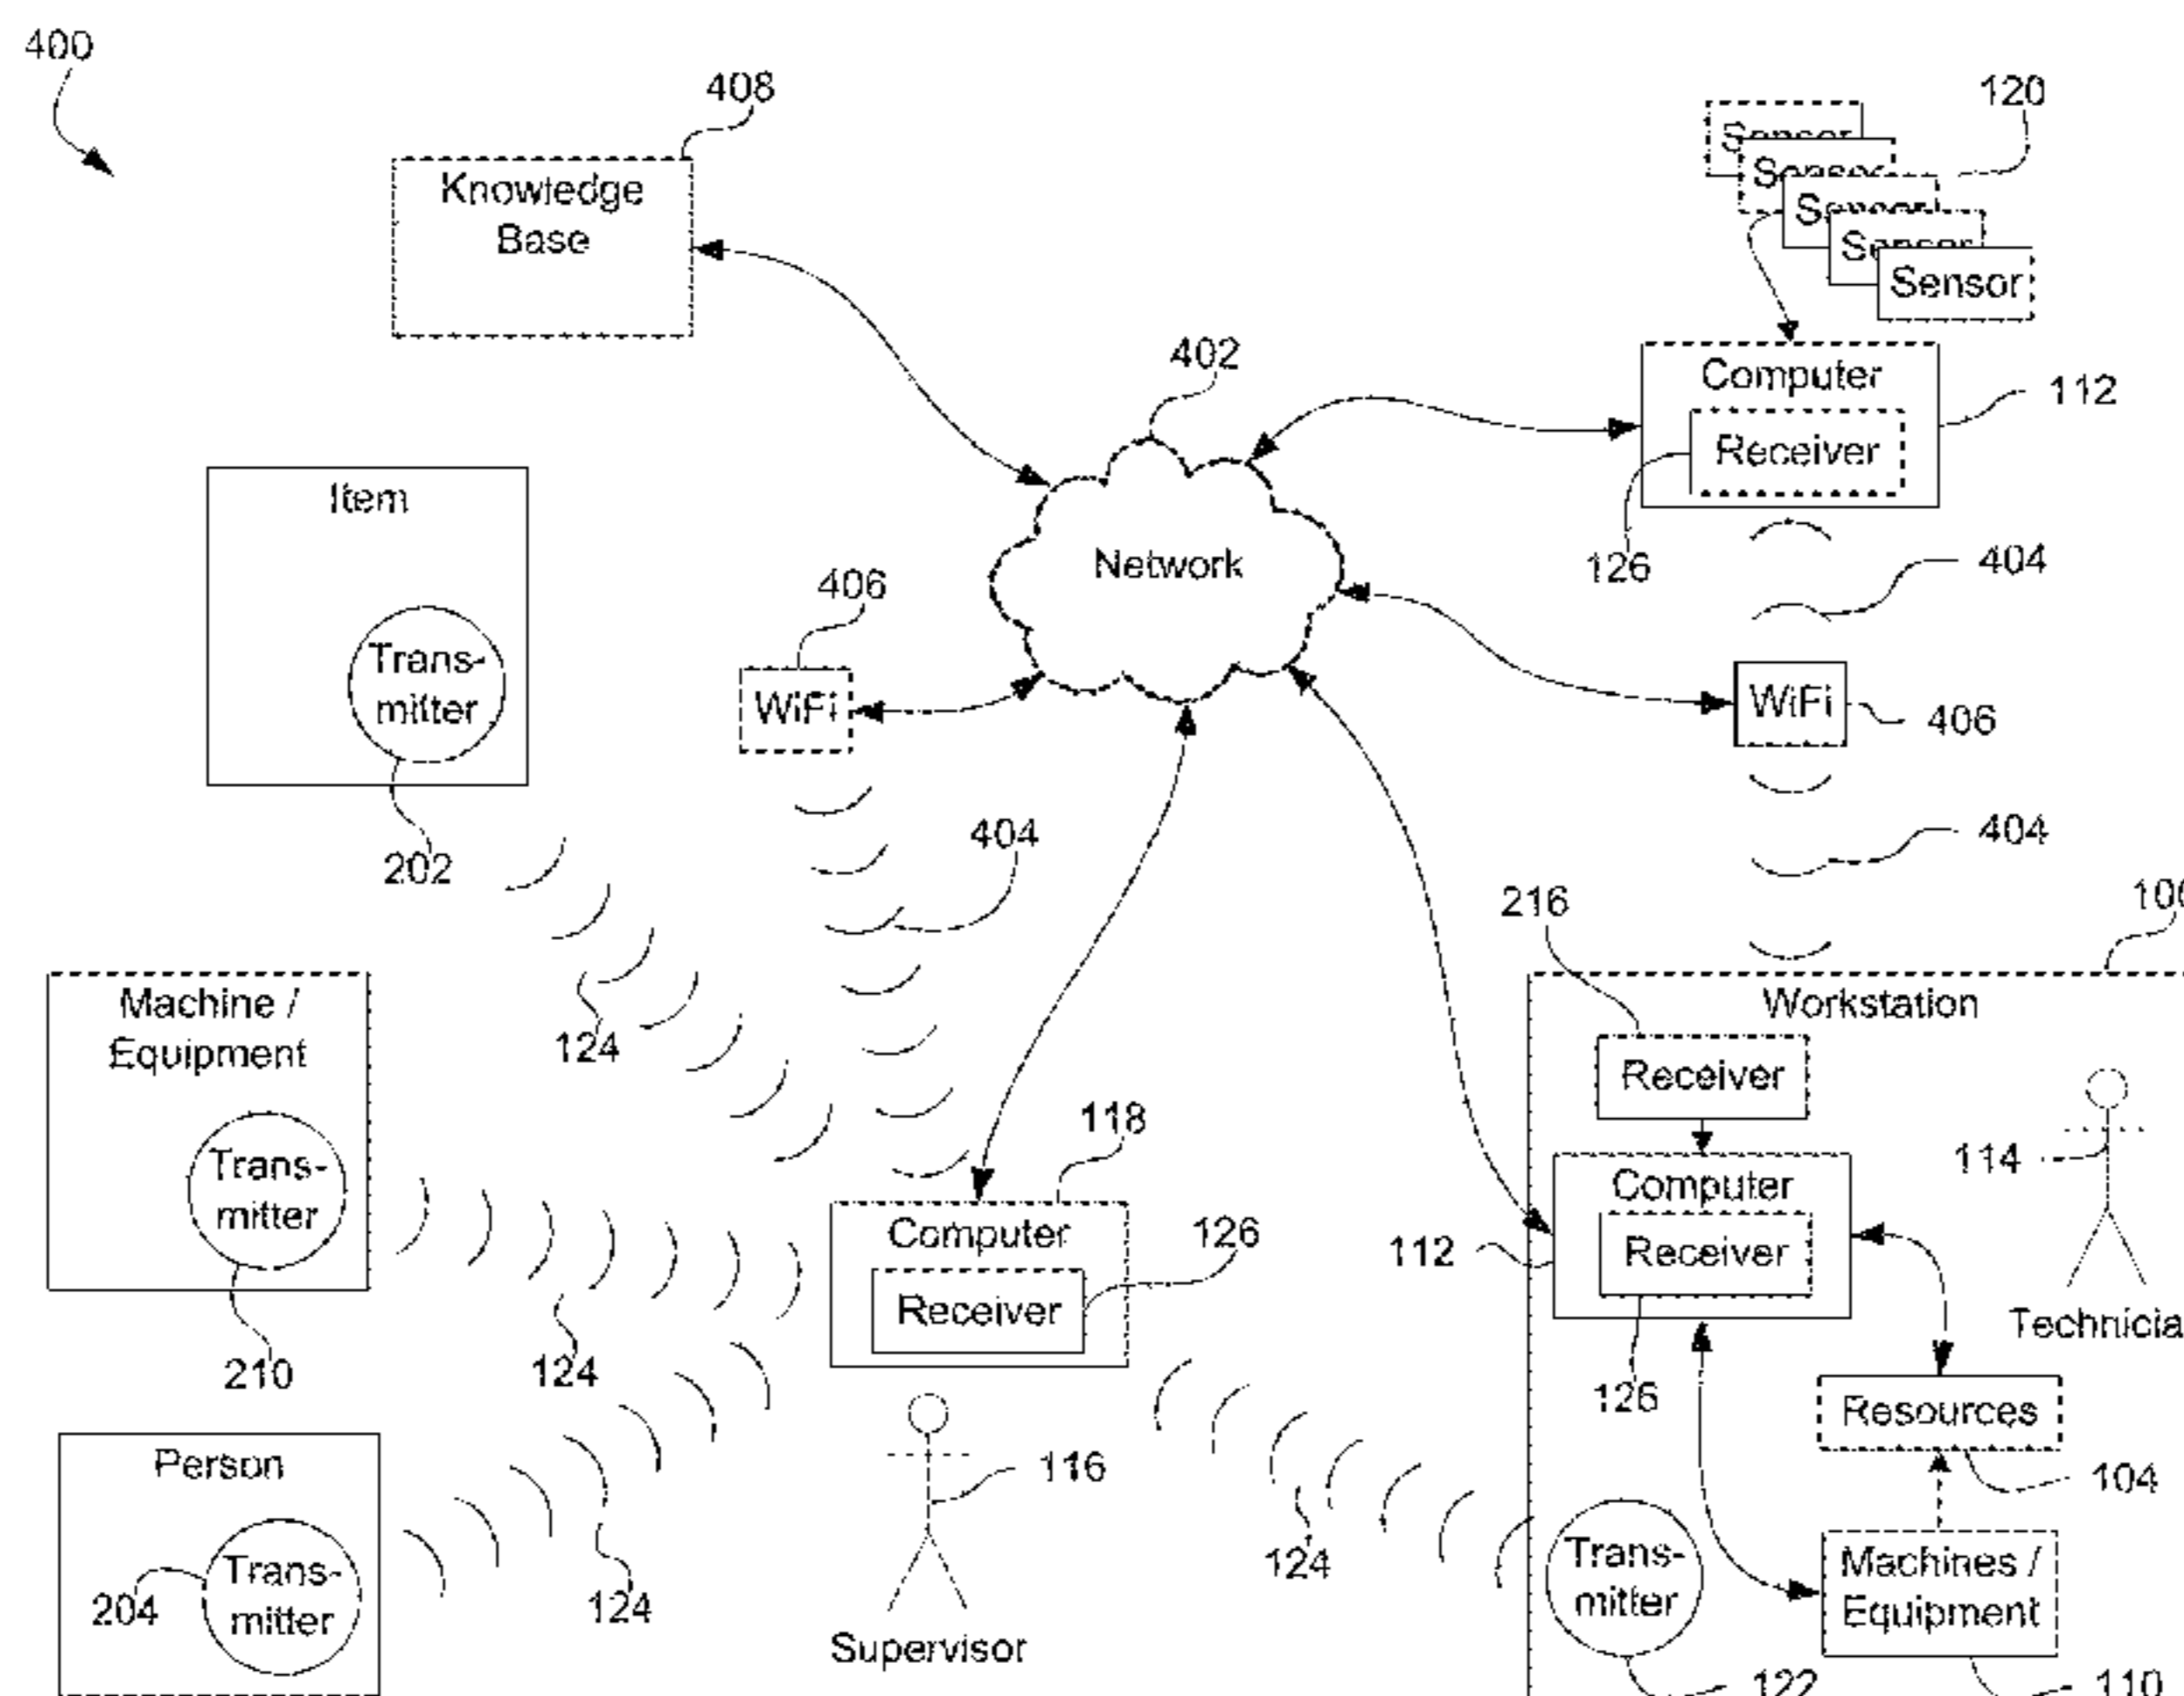 400
408
120
Knowledge
Base
Sensor
Sensor
Sensor
Sensor
Sensor
402
Computer
112
Receiver
Item
Network
126
404
406
Trans-
mitter
WiFi
WiFi
406
202
404
404
216
Workstation
Machine /
Equipment
124
Receiver
118
114
Trans-
mitter
Computer
Computer
126
112
Receiver
Receiver
210
124
126
Resources
Person
116
104
Trans-
mitter
204
124
124
Trans-
mitter
Machines /
Equipment
Supervisor
122
110